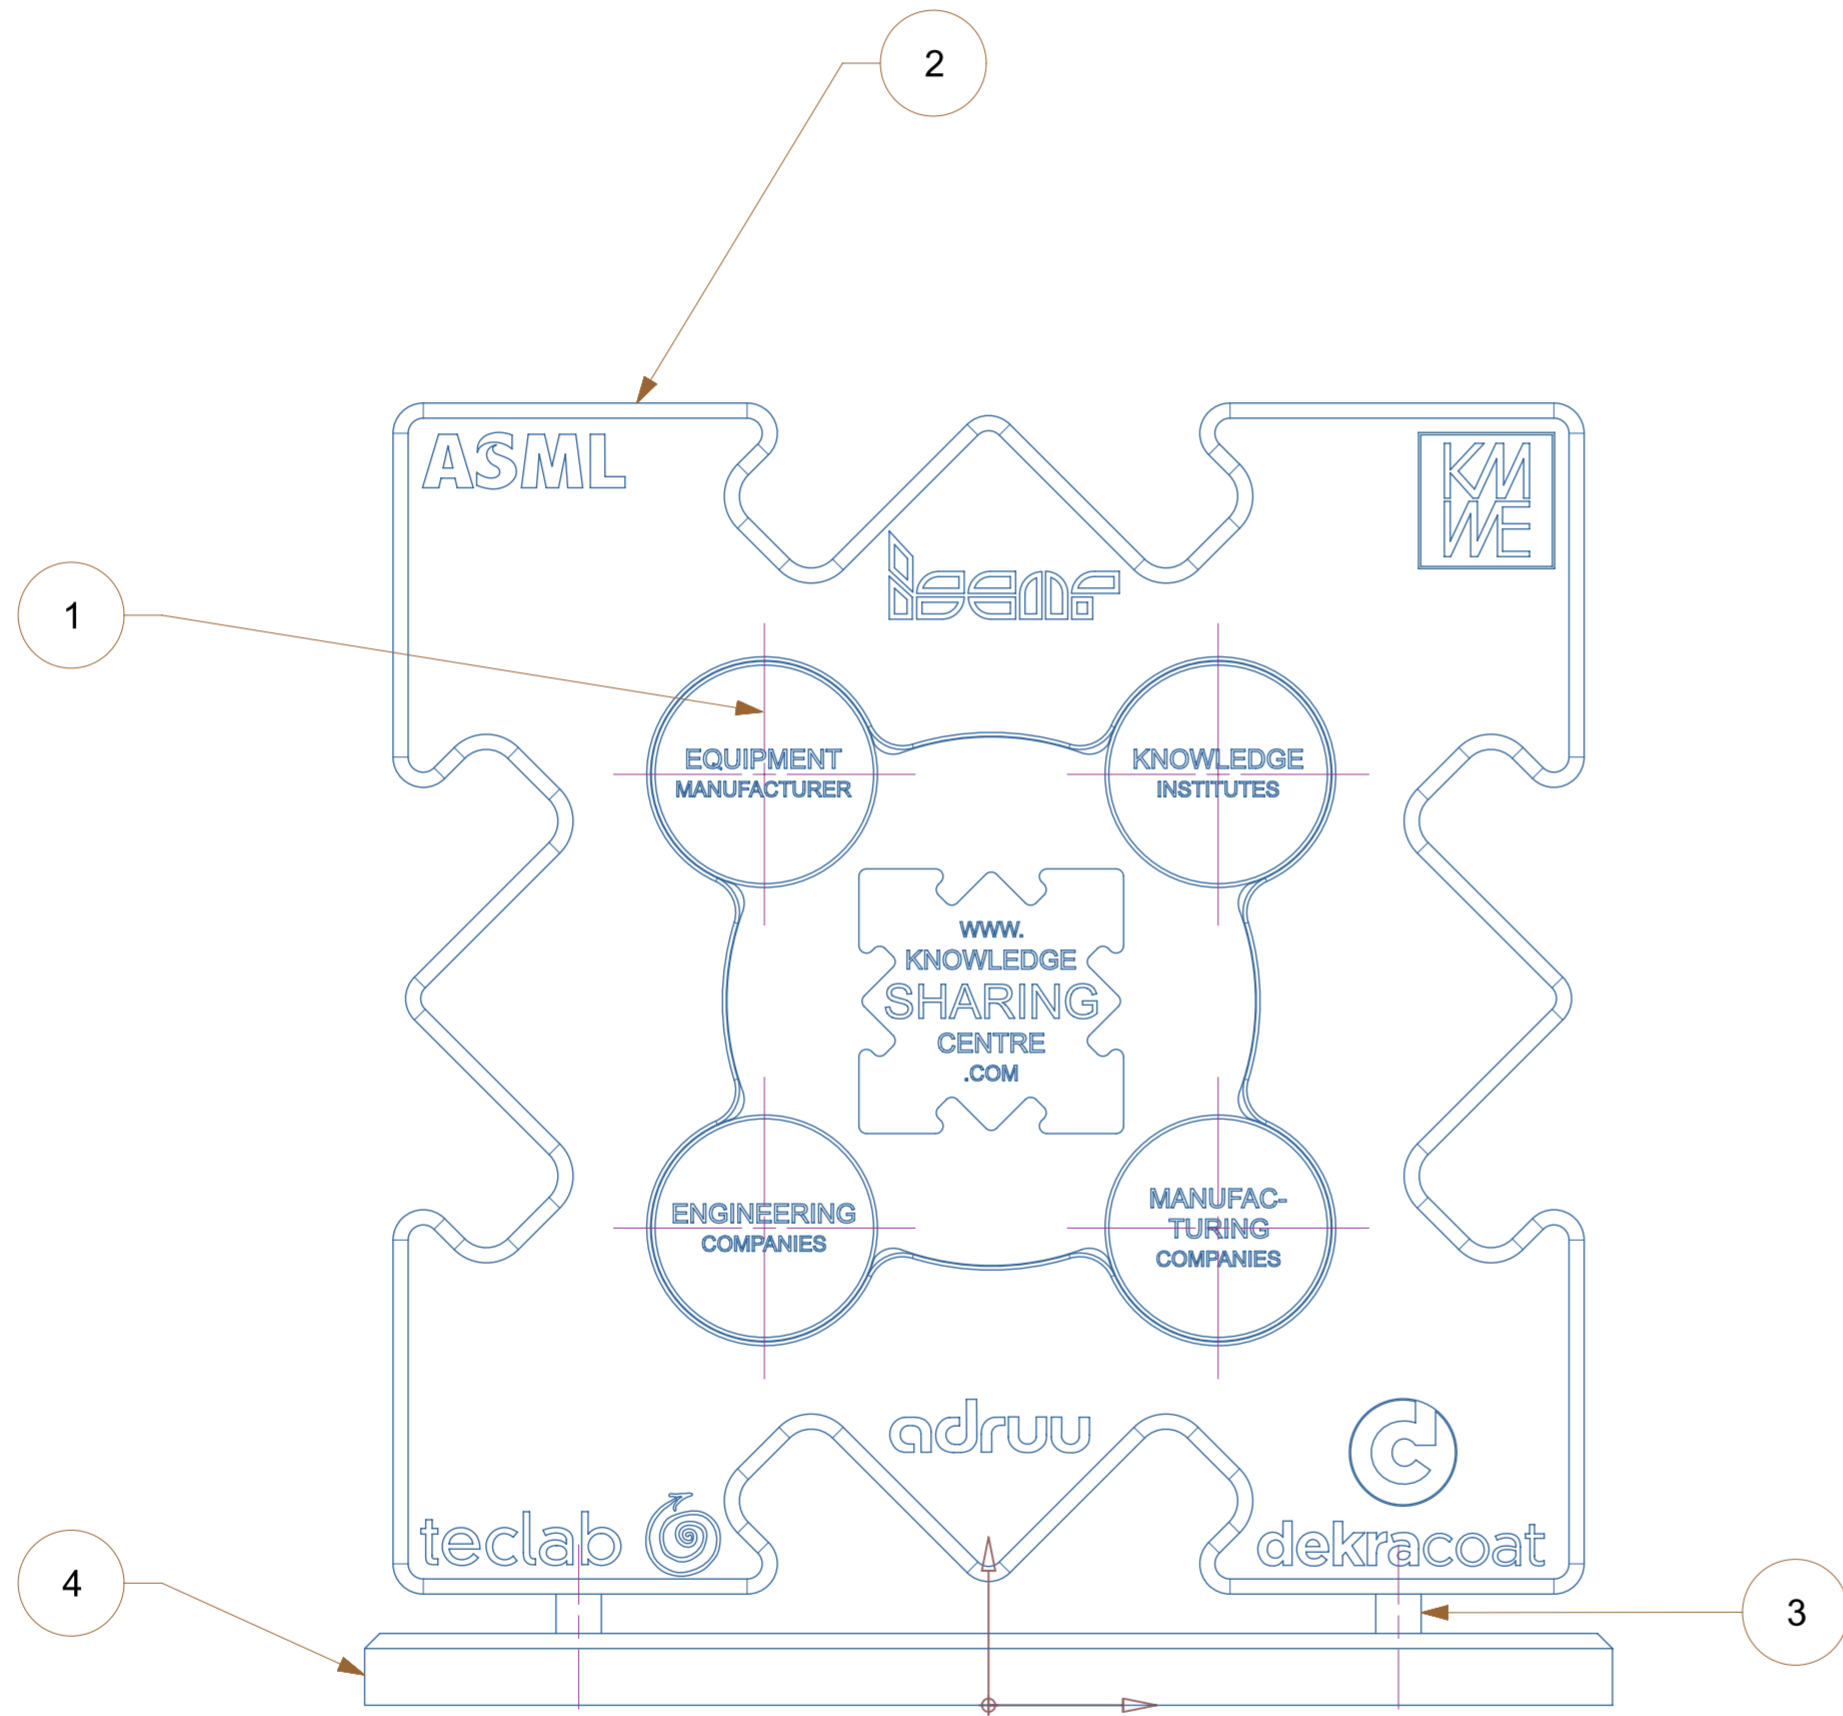 2
ASML
KM
WE
1
EQUIPMENT
MANUFACTURER
KNOWLEDGE
INSTITUTES
WWW.
KNOWLEDGE
SHARING
CENTRE
.COM
ENGINEERING
COMPANIES
MANUFAC-
TURING
COMPANIES
adruu
teclab
dekracoat
4
3